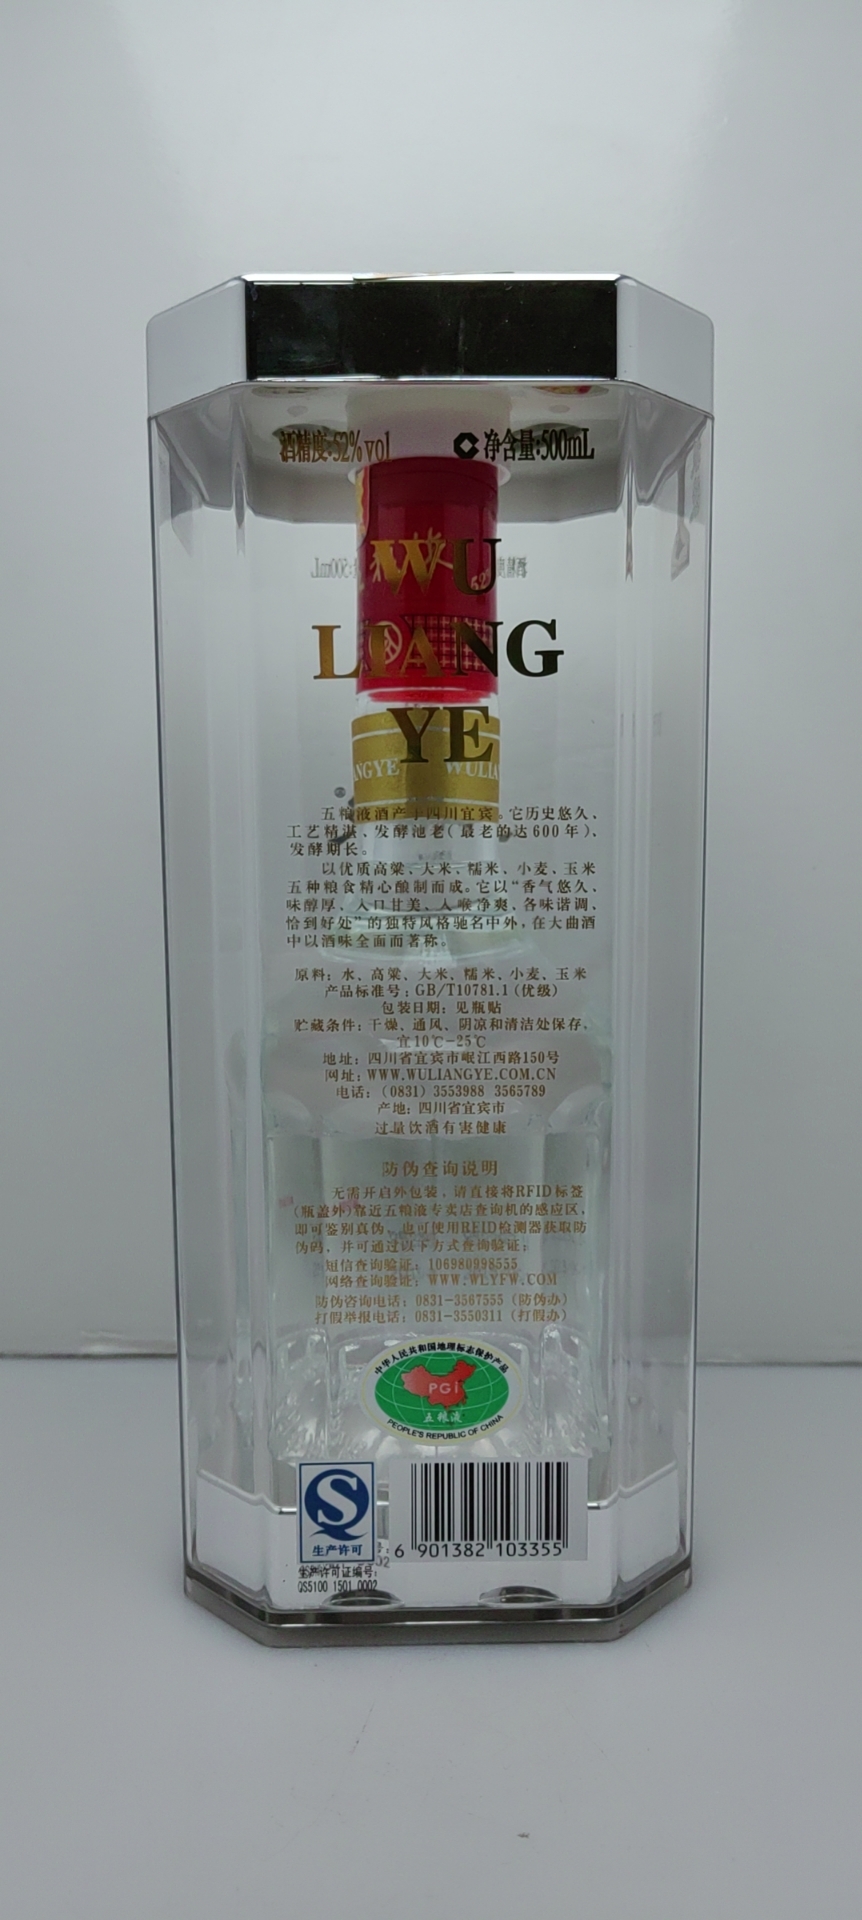 酒精度:52%vol 净含量:500mL
WU
LIANG
YE
五粮液酒产于四川宜宾。它历史悠久、
工艺精湛、发酵池老(最老的达600年)、
发酵期长。
以优质高粱、大米、糯米、小麦、玉米
五种粮食精心酿制而成。它以“香气悠久、
味醇厚、入口甘美、入喉净爽、各味谐调、
恰到好处”的独特风格驰名中外,在大曲酒
中以酒味全面而著称。
原料:水、高粱、大米、糯米、小麦、玉米
产品标准号:GB/T10781.1(优级)
包装日期:见瓶贴
贮藏条件:干燥、通风、阴凉和清洁处保存,
宜10℃-25℃
地址:四川省宜宾市岷江西路150号
网址:WWW.WULIANGYE.COM.CN
电话:(0831) 3553988 3565789
产地:四川省宜宾市
过量饮酒有害健康
防伪查询说明
无需开启外包装,请直接将RFID标签
(瓶盖外)靠近五粮液专卖店查询机的感应区,
即可鉴别真伪。也可使用RFID检测器获取防
伪码,并可通过以下方式查询验证:
短信查询验证:106980998555
网络查询验证:WWW.WLYFW.COM
防伪咨询电话:0831-3567555(防伪办)
打假举报电话:0831-3550311(打假办)
中华人民共和国地理标志保护产品
PGI
五粮液
PEOPLE'S REPUBLIC OF CHINA
生产许可
6 901382 103355
生产许可证编号:
QS5100 1501 0002